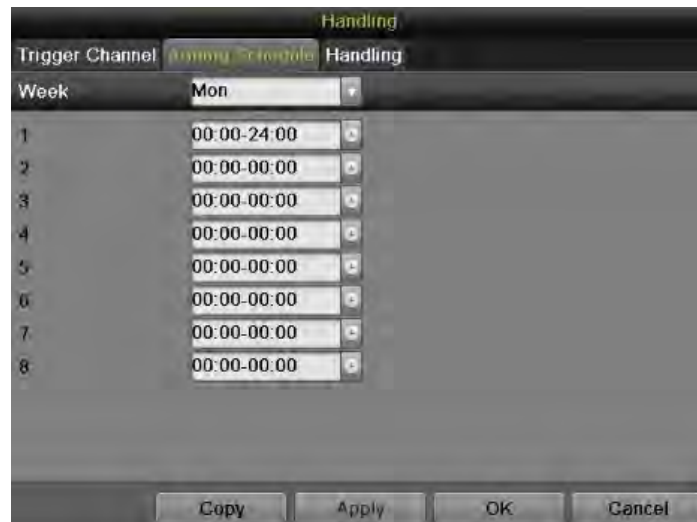 Handling
Trigger Channel Arming Schedule Handling
Week Mon
1 00:00-24:00
2 00:00-00:00
3 00:00-00:00
4 00:00-00:00
5 00:00-00:00
6 00:00-00:00
7 00:00-00:00
8 00:00-00:00
Copy Apply OK Cancel